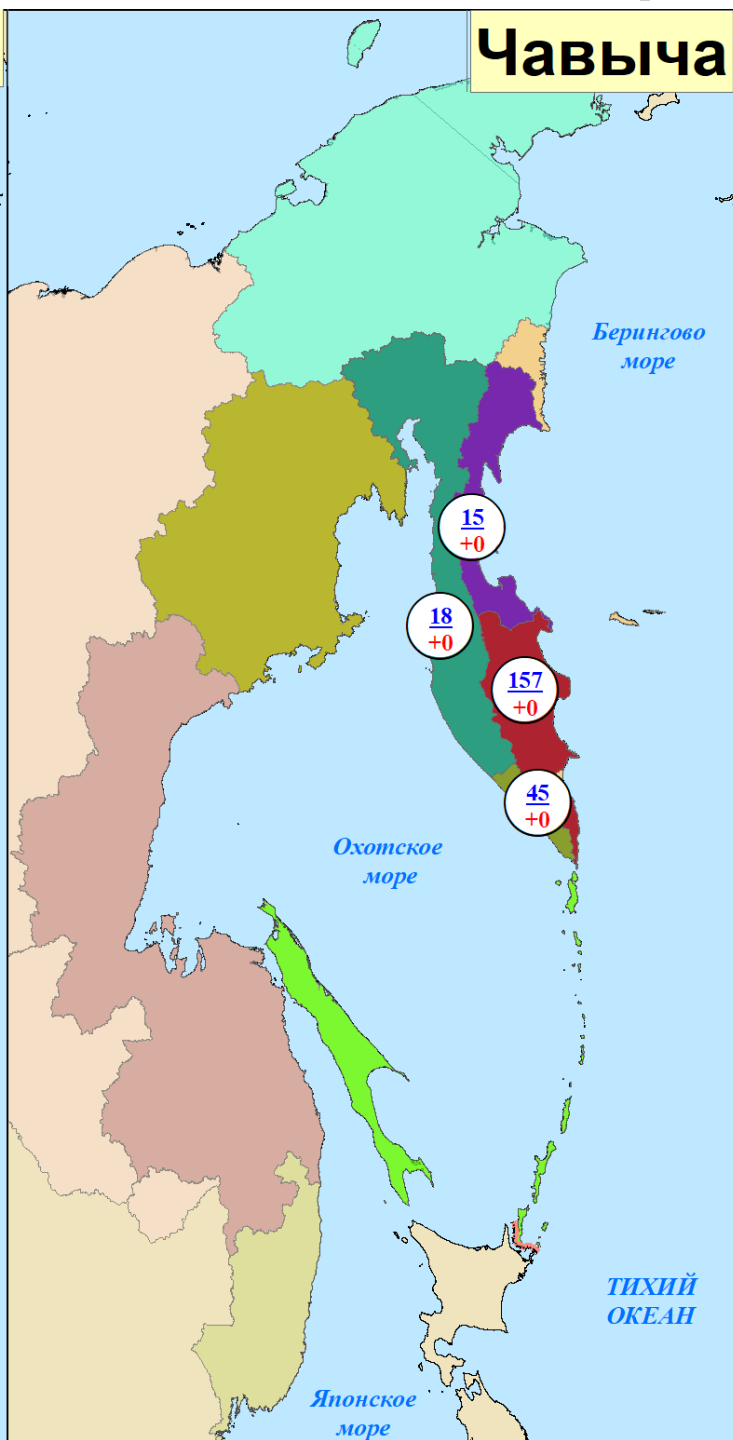 Чавыча
Берингово
море
15
+0
18
+0
157
+0
45
+0
Охотское
море
ТИХИЙ
ОКЕАН
Японское
море